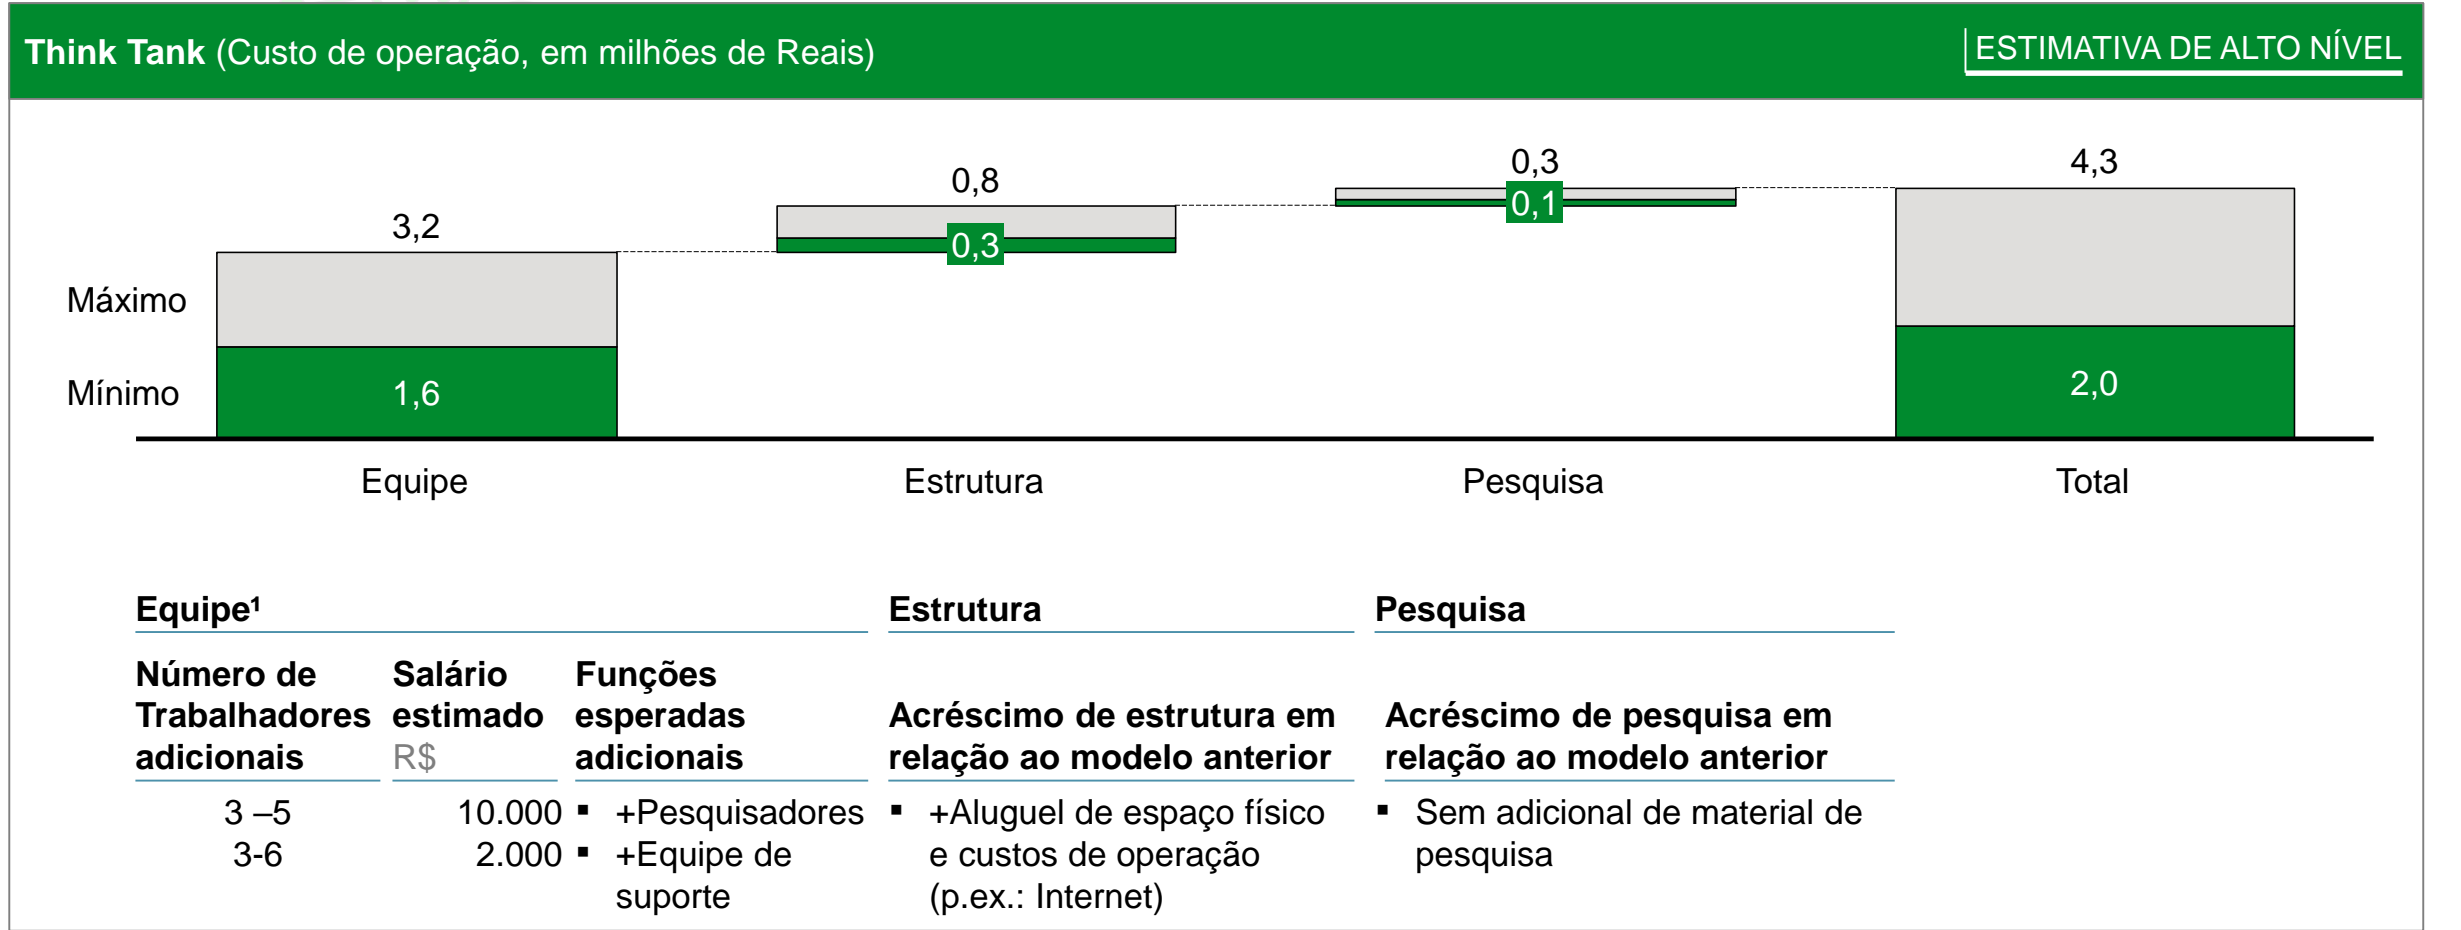 Think Tank (Custo de operação, em milhões de Reais)
ESTIMATIVA DE ALTO NÍVEL
3,2
0,8
0,3
4,3
Máximo
0,3
0,1
Mínimo
1,6
2,0
Equipe
Estrutura
Pesquisa
Total
Equipe¹
Número de
Trabalhadores
adicionais
Salário
estimado
R$
Funções
esperadas
adicionais
3 –5
10.000
▪ +Pesquisadores
3-6
2.000
▪ +Equipe de
suporte
Estrutura
Acréscimo de estrutura em
relação ao modelo anterior
▪ +Aluguel de espaço físico
e custos de operação
(p.ex.: Internet)
Pesquisa
Acréscimo de pesquisa em
relação ao modelo anterior
▪ Sem adicional de material de
pesquisa